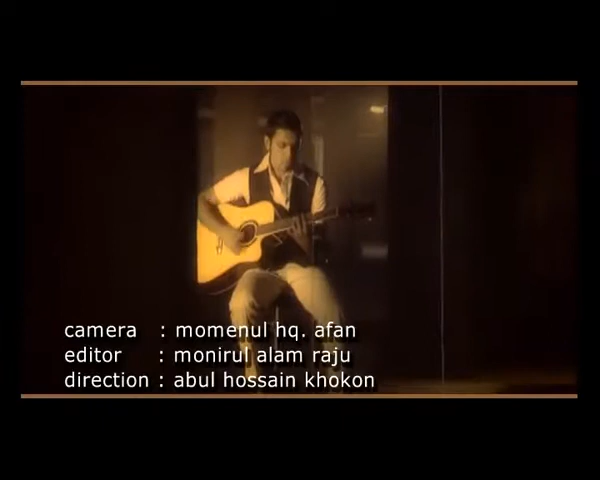 camera : momenul hq. afan
editor : monirul alam raju
direction : abul hossain khokon